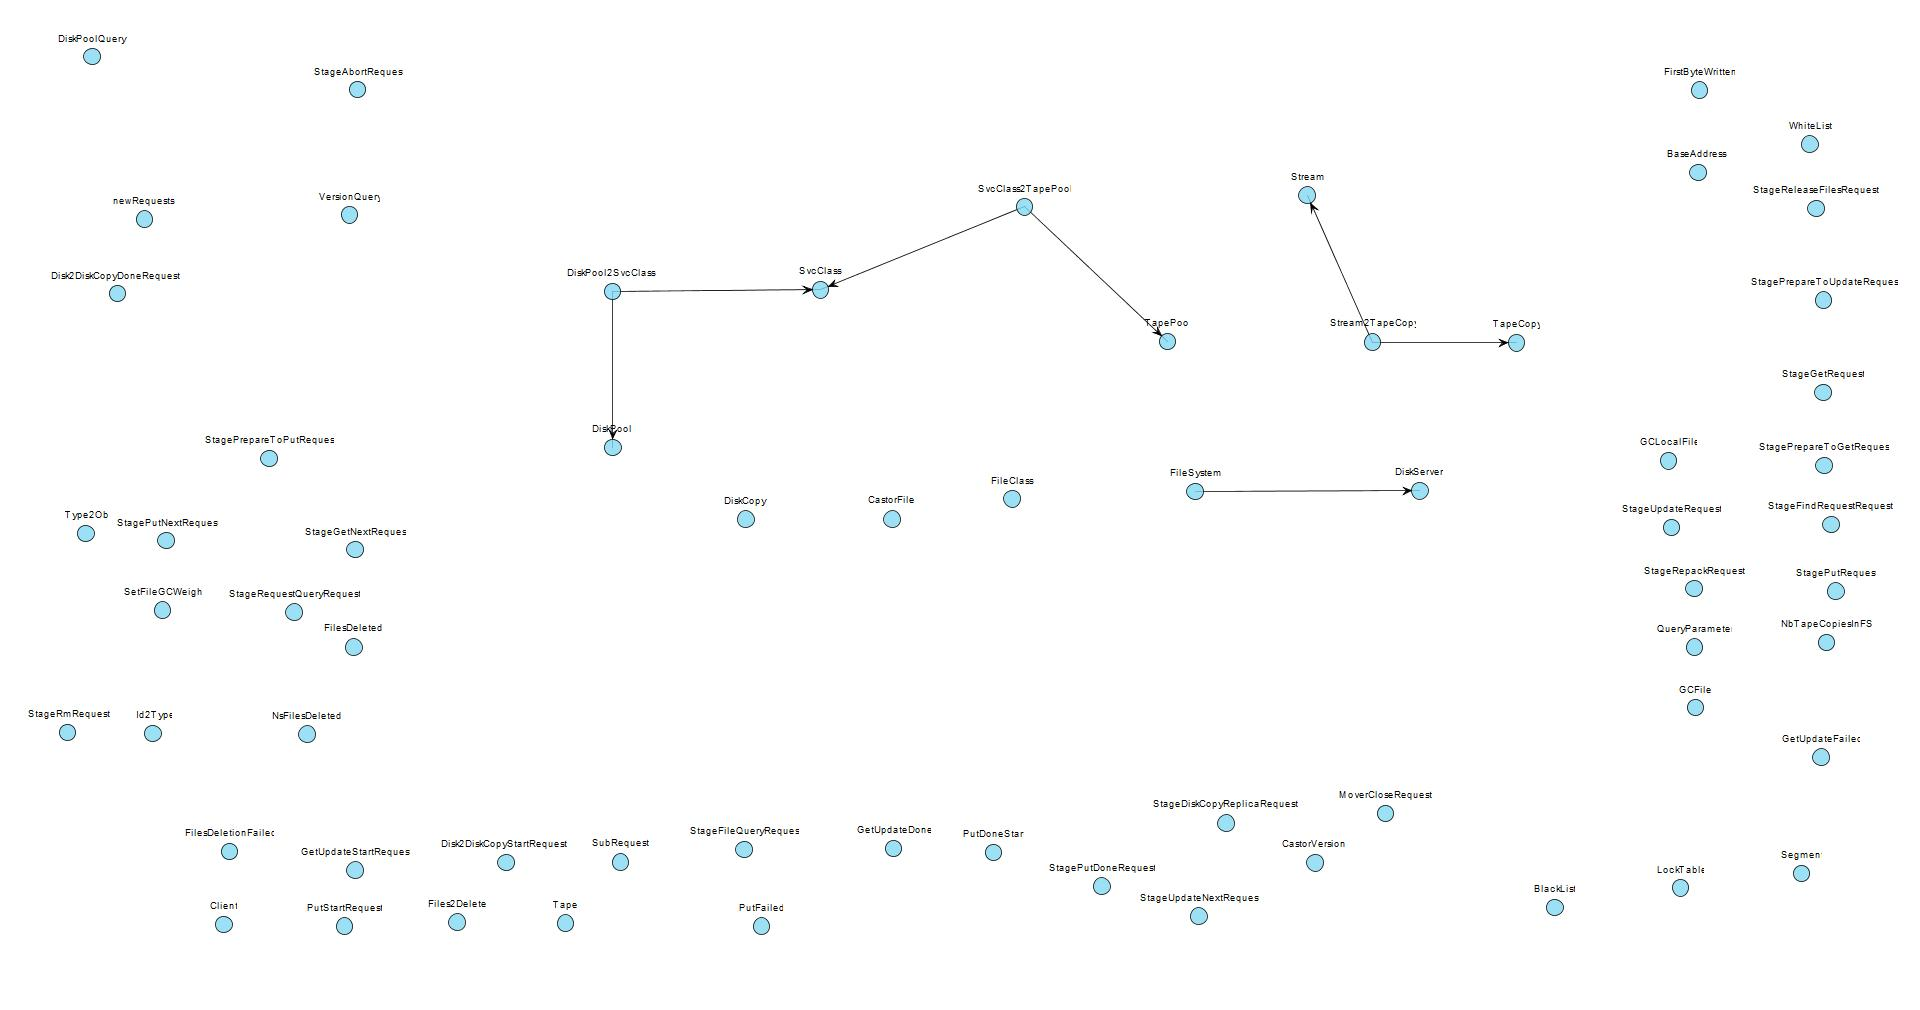 DiskPoolQuery
StageAbortReques
FirstByteWritten
WhiteList
BaseAddress
Stream
SvcClass2TapePool
StageReleaseFilesRequest
newRequests
VersionQuery
Disk2DiskCopyDoneRequest
DiskPool2SvcClass
SvcClass
StagePrepareToUpdateReques
TapePoo
Stream2TapeCopy
TapeCopy
StageGetRequest
DiskPool
StagePrepareToPutReques
GCLocalFile
StagePrepareToGetReques
FileSystem
DiskServer
FileClass
DiskCopy
CastorFile
StageUpdateRequest
StageFindRequestRequest
Type2Ob
StagePutNextReques
StageGetNextReques
StageRepackRequest
StagePutReques
SetFileGCWeigh
StageRequestQueryRequest
FilesDeleted
QueryParameter
NbTapeCopiesInFS
GCFile
StageRmRequest
Id2Type
NsFilesDeleted
GetUpdateFailed
MoverCloseRequest
StageDiskCopyReplicaRequest
FilesDeletionFailed
GetUpdateStartReques
Disk2DiskCopyStartRequest
SubRequest
StageFileQueryReques
GetUpdateDone
PutDoneStar
CastorVersion
Segmen
StagePutDoneRequest
LockTable
BlackList
StageUpdateNextReques
Client
PutStartRequest
Files2Delete
Tape
PutFailed